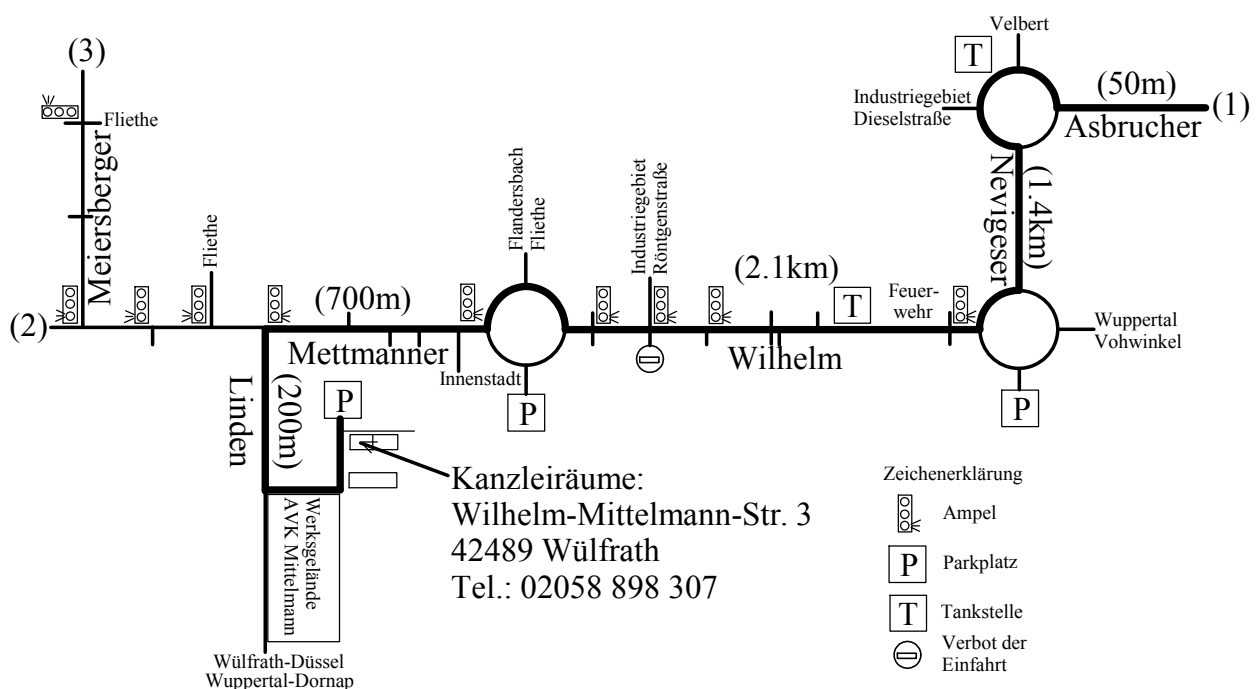 Velbert
T
(3)
(50m)
Industriegebiet
Dieselstraße
(1)
Asbrucher
Fliethe
Meiersberger
Nevigeser
(1.4km)
Fliethe
Flandersbach
Fliethe
Industriegebiet
Röntgenstraße
(2.1km)
(700m)
T
Feuer-
wehr
(2)
Wuppertal
Vohwinkel
Mettmanner
Wilhelm
Innenstadt
Linden
(200m)
P
P
P
Kanzleiräume:
Wilhelm-Mittelmann-Str. 3
42489 Wülfrath
Tel.: 02058 898 307
Werksgelände
AVK Mittelmann
Wülfrath-Düssel
Wuppertal-Dornap
Zeichenerklärung
Ampel
P
Parkplatz
T
Tankstelle
Verbot der
Einfahrt